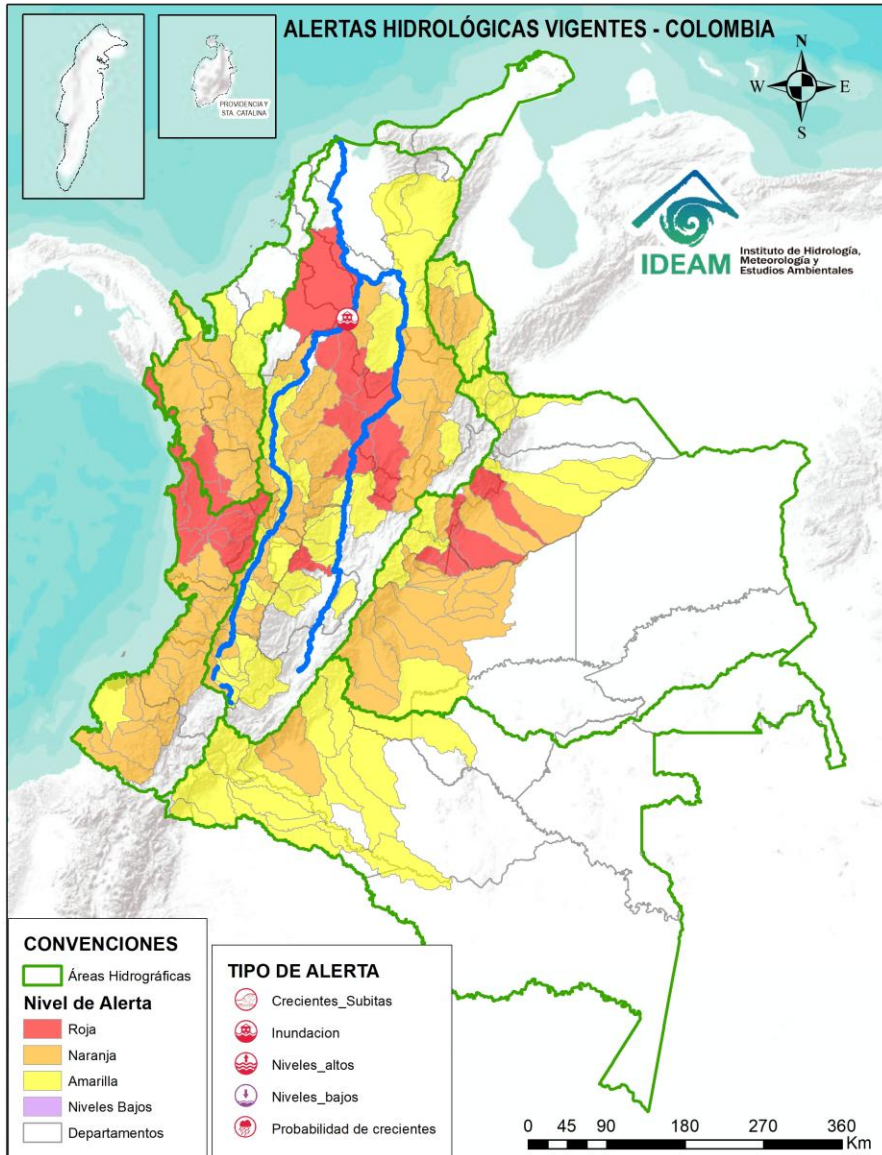 ALERTAS HIDROLÓGICAS VIGENTES - COLOMBIA
PROVIDENCIA Y
STA. CATALINA
N
W
E
S
IDEAM
Instituto de Hidrología,
Meteorología y
Estudios Ambientales
CONVENCIONES
Áreas Hidrográficas
Nivel de Alerta
Roja
Naranja
Amarilla
Niveles Bajos
Departamentos
TIPO DE ALERTA
Crecientes_Subitas
Inundacion
Niveles_altos
Niveles_bajos
Probabilidad de crecientes
0 45 90 180 270 360
Km